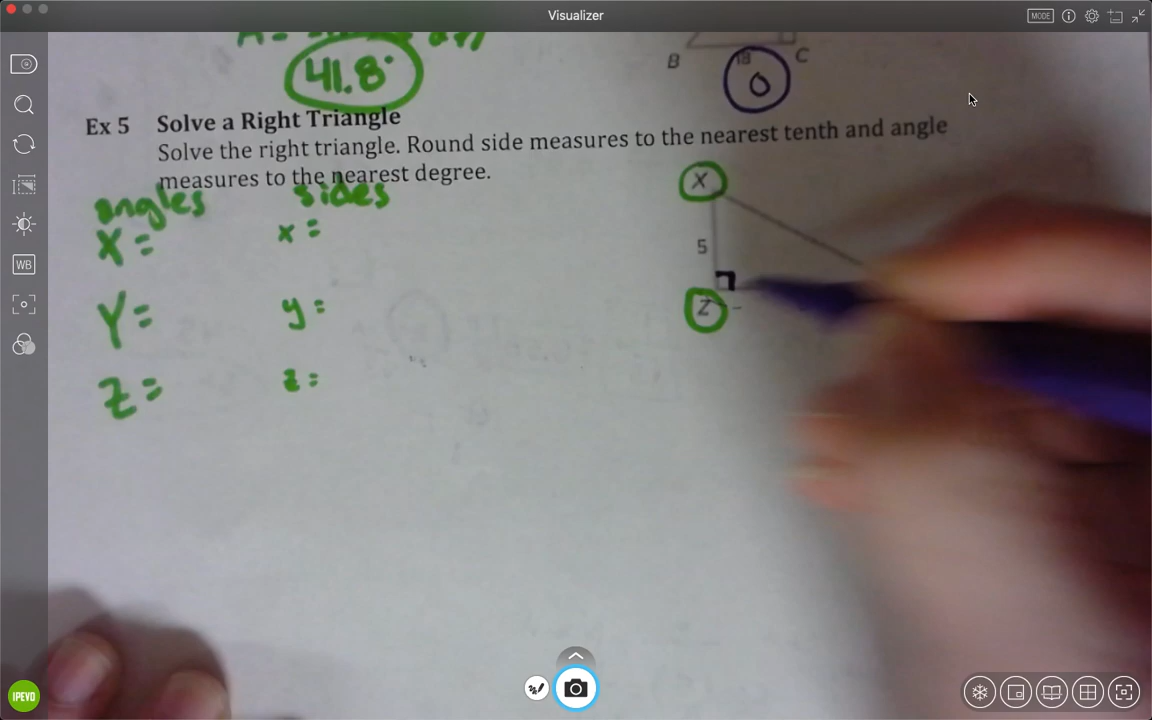 Visualizer
MODE
41.8°
B
18
C
O
Ex 5 Solve a Right Triangle
Solve the right triangle. Round side measures to the nearest tenth and angle
measures to the nearest degree.
angles sides
X= x=
Y= y=
Z= z=
X
5
Z
WB
IPEVO